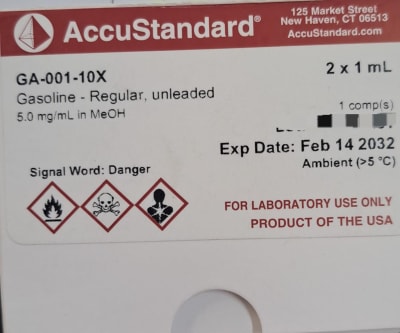 AccuStandard®
125 Market Street
New Haven, CT 06513
AccuStandard.com
GA-001-10X
2 x 1 mL
Gasoline - Regular, unleaded
5.0 mg/mL in MeOH
1 comp(s)
Exp Date: Feb 14 2032
Ambient (>5 °C)
Signal Word: Danger
FOR LABORATORY USE ONLY
PRODUCT OF THE USA